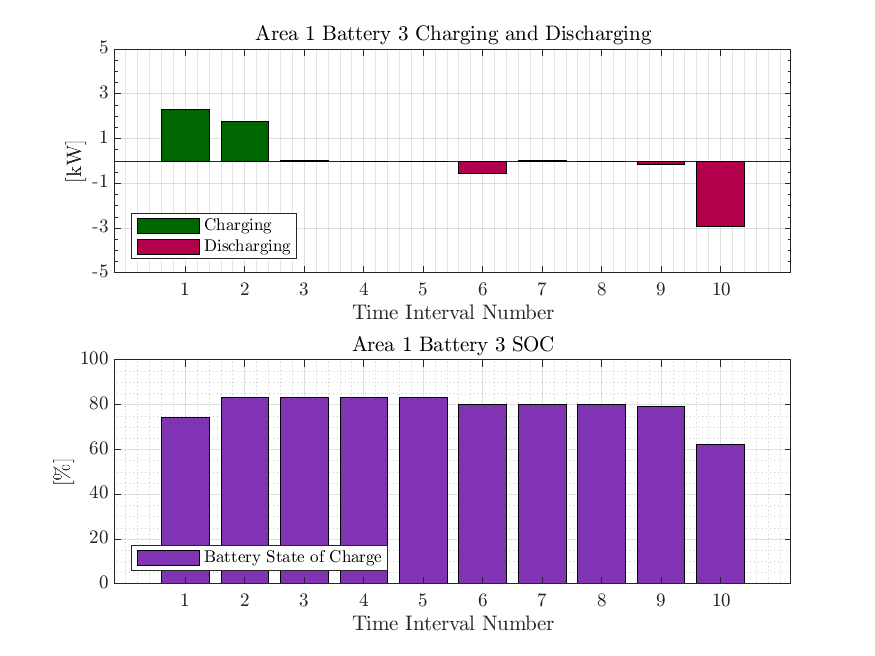 Area 1 Battery 3 Charging and Discharging
5
3
1
-1
-3
-5
[kW]
Charging
Discharging
1 2 3 4 5 6 7 8 9 10
Time Interval Number
Area 1 Battery 3 SOC
100
80
60
40
20
0
[%]
Battery State of Charge
1 2 3 4 5 6 7 8 9 10
Time Interval Number